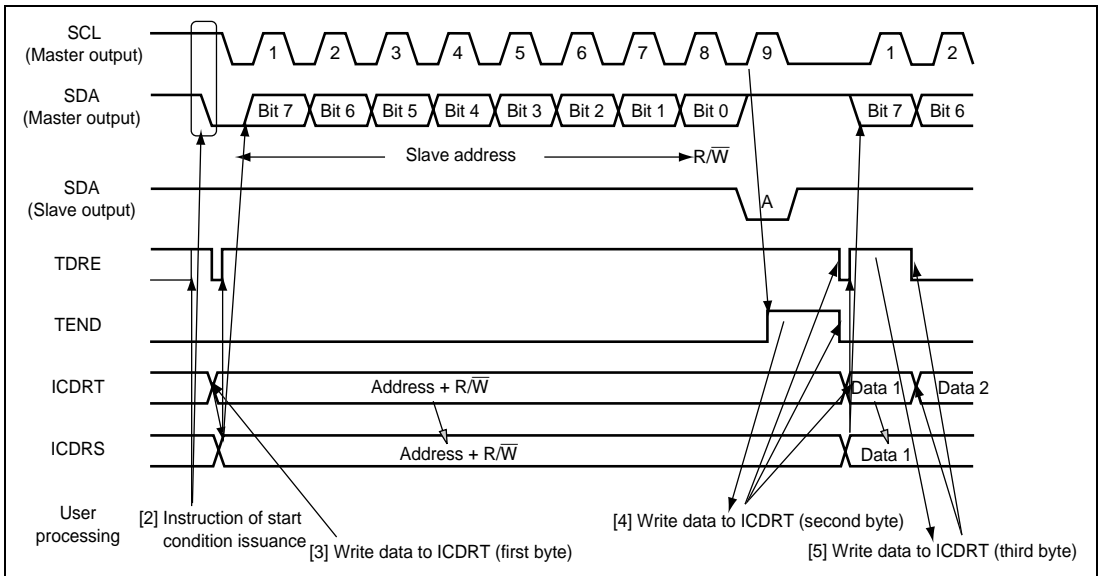 SCL
(Master output)
1 2 3 4 5 6 7 8 9 1 2
SDA
(Master output)
Bit 7 Bit 6 Bit 5 Bit 4 Bit 3 Bit 2 Bit 1 Bit 0 Bit 7 Bit 6
Slave address R/W̅
SDA
(Slave output)
A
TDRE
TEND
ICDRT
Address + R/W̅ Data 1 Data 2
ICDRS
Address + R/W̅ Data 1
User
processing
[2] Instruction of start
condition issuance
[3] Write data to ICDRT (first byte)
[4] Write data to ICDRT (second byte)
[5] Write data to ICDRT (third byte)